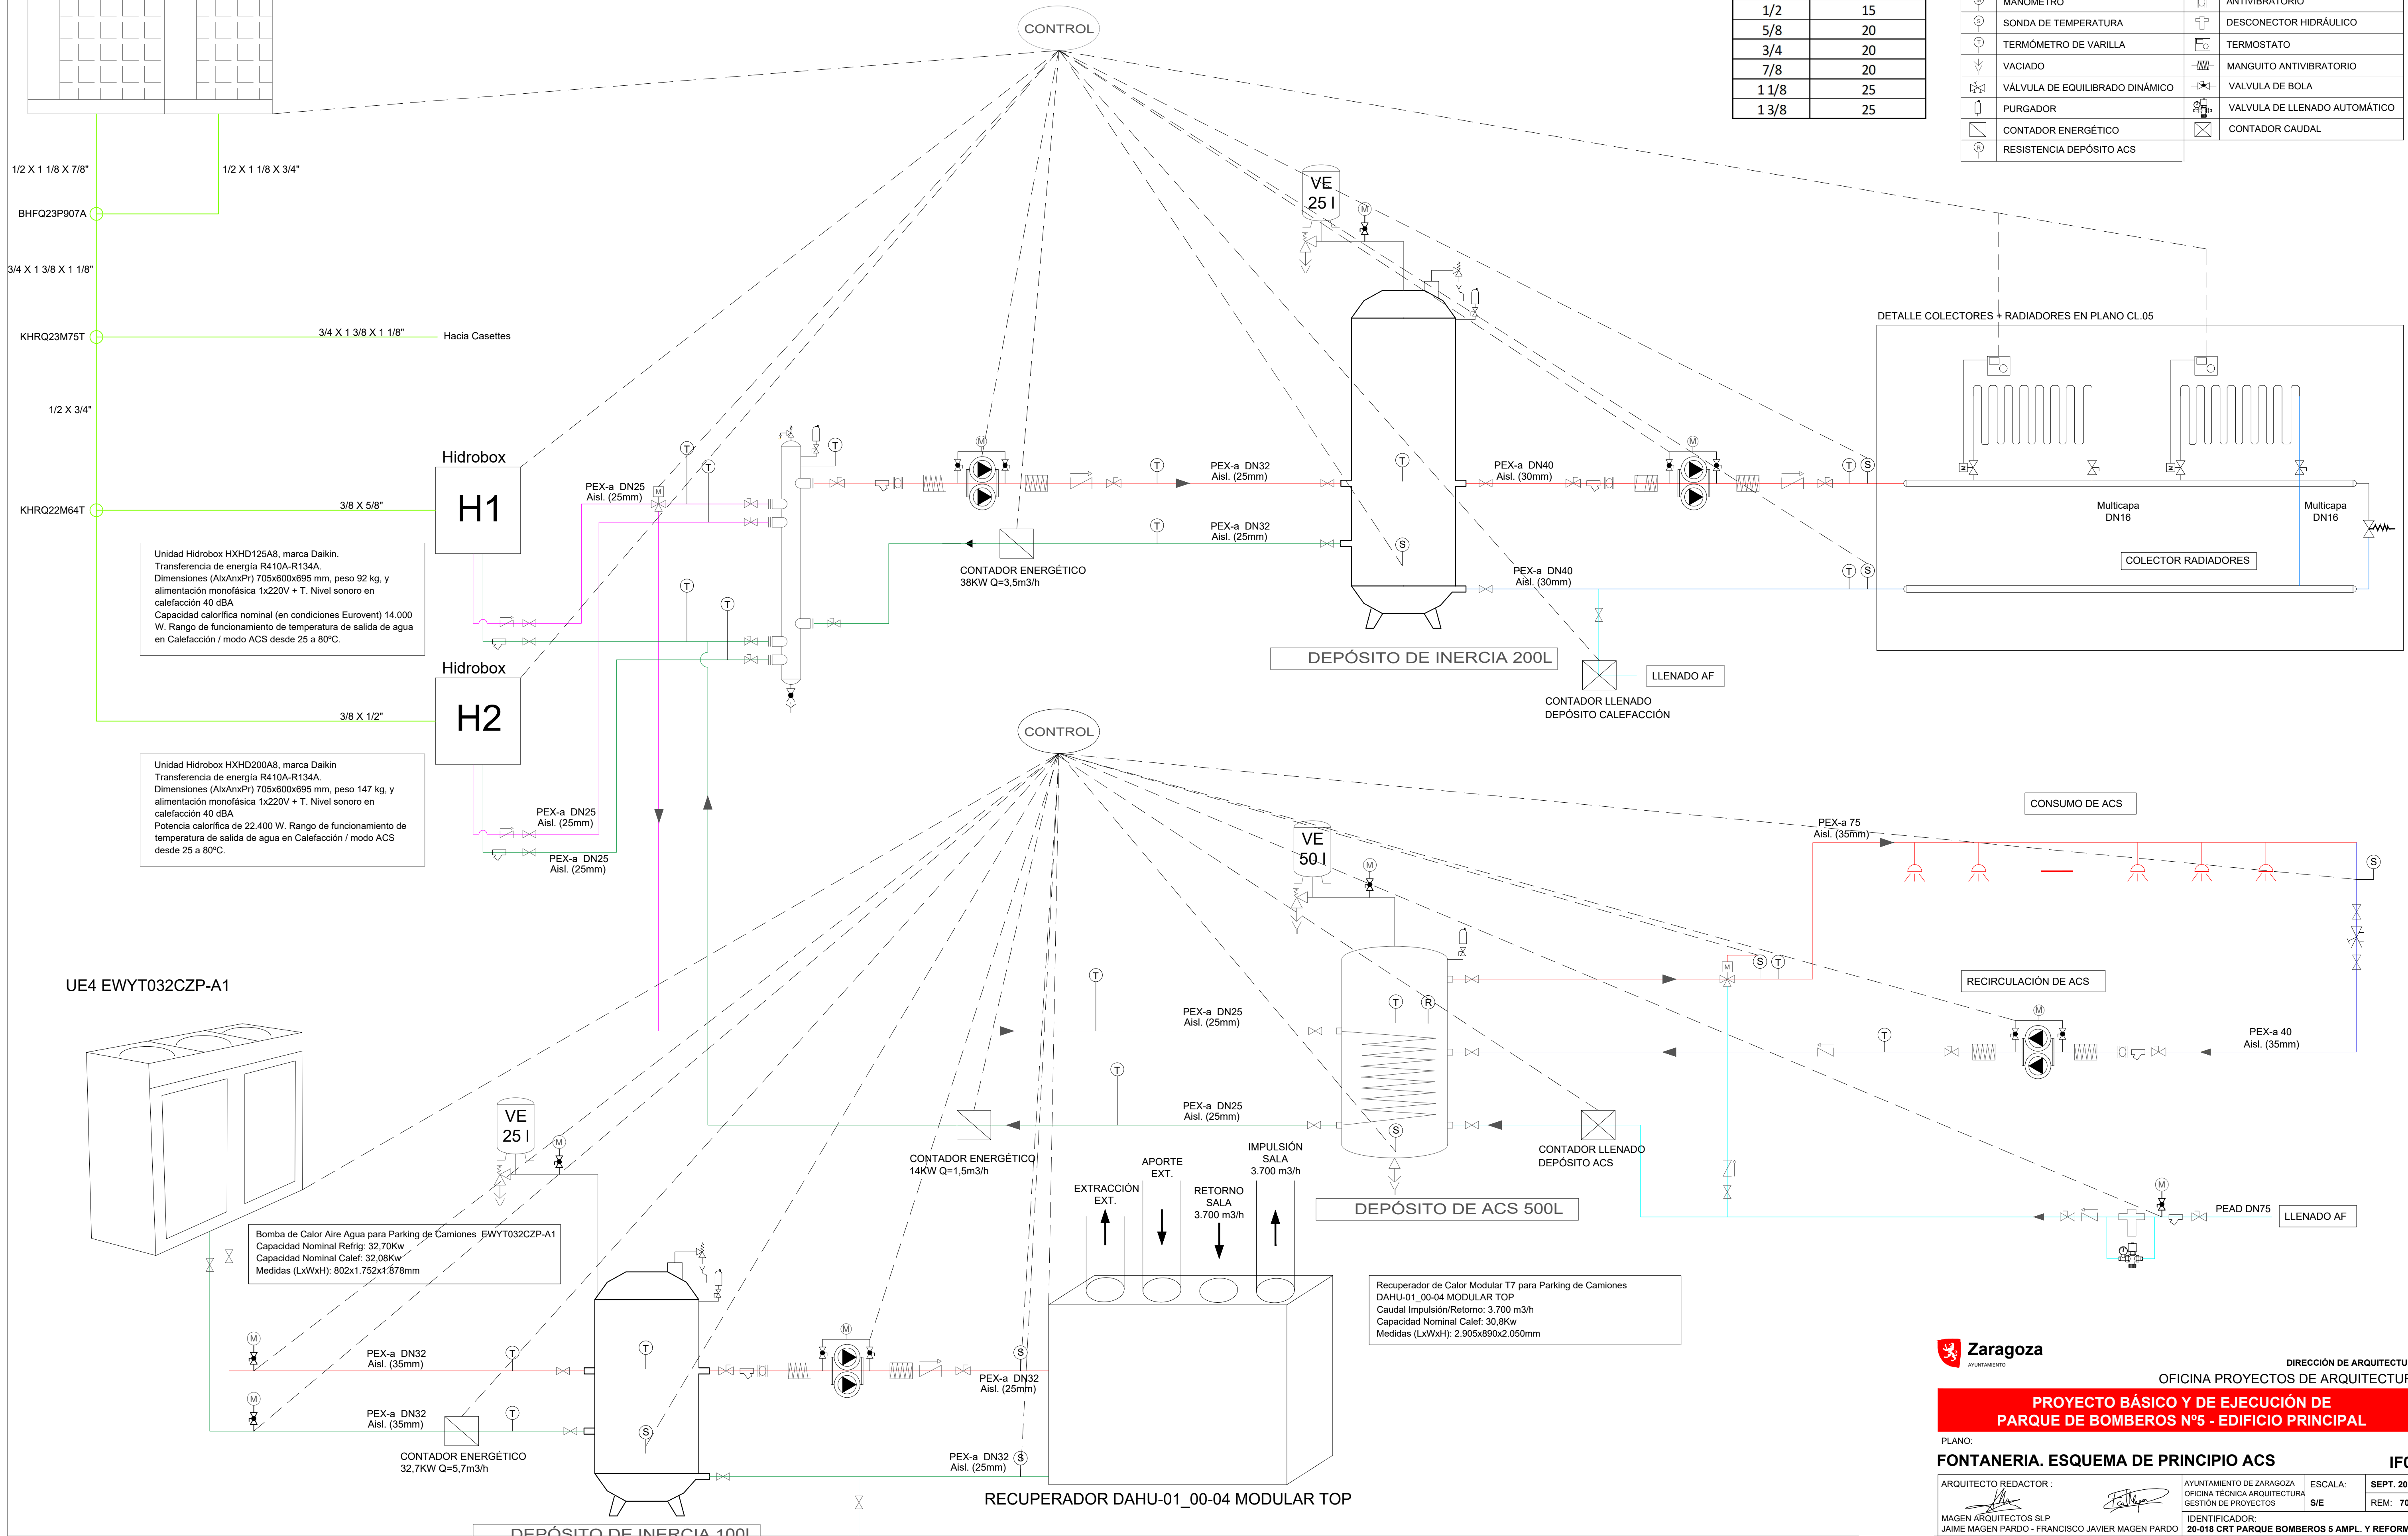 CONTROL
1/2 15
5/8 20
3/4 20
7/8 20
1 1/8 25
1 3/8 25
MANÓMETRO
ANTIVIBRATORIO
S
SONDA DE TEMPERATURA
DESCONECTOR HIDRÁULICO
T
TERMÓMETRO DE VARILLA
TERMOSTATO
VACIADO
MANGUITO ANTIVIBRATORIO
VÁLVULA DE EQUILIBRADO DINÁMICO
VALVULA DE BOLA
PURGADOR
VALVULA DE LLENADO AUTOMÁTICO
CONTADOR ENERGÉTICO
CONTADOR CAUDAL
R
RESISTENCIA DEPÓSITO ACS
1/2 X 1 1/8 X 7/8"
1/2 X 1 1/8 X 3/4"
BHFQ23P907A
3/4 X 1 3/8 X 1 1/8"
KHRQ23M75T
3/4 X 1 3/8 X 1 1/8"
Hacia Casettes
1/2 X 3/4"
KHRQ22M64T
3/8 X 5/8"
Hidrobox
H1
Unidad Hidrobox HXHD125A8, marca Daikin.
Transferencia de energía R410A-R134A.
Dimensiones (AlxAnxPr) 705x600x695 mm, peso 92 kg, y
alimentación monofásica 1x220V + T. Nivel sonoro en
calefacción 40 dBA
Capacidad calorífica nominal (en condiciones Eurovent) 14.000
W. Rango de funcionamiento de temperatura de salida de agua
en Calefacción / modo ACS desde 25 a 80ºC.
Hidrobox
H2
3/8 X 1/2"
Unidad Hidrobox HXHD200A8, marca Daikin
Transferencia de energía R410A-R134A.
Dimensiones (AlxAnxPr) 705x600x695 mm, peso 147 kg, y
alimentación monofásica 1x220V + T. Nivel sonoro en
calefacción 40 dBA
Potencia calorífica de 22.400 W. Rango de funcionamiento de
temperatura de salida de agua en Calefacción / modo ACS
desde 25 a 80ºC.
PEX-a DN25
Aisl. (25mm)
M
T
T
T
T
T
PEX-a DN25
Aisl. (25mm)
PEX-a DN25
Aisl. (25mm)
M
T
PEX-a DN32
Aisl. (25mm)
T
PEX-a DN32
Aisl. (25mm)
CONTADOR ENERGÉTICO
38KW Q=3,5m3/h
VE
25 l
M
T
S
DEPÓSITO DE INERCIA 200L
PEX-a DN40
Aisl. (30mm)
M
T S
PEX-a DN40
Aisl. (30mm)
T S
CONTADOR LLENADO
DEPÓSITO CALEFACCIÓN
LLENADO AF
DETALLE COLECTORES + RADIADORES EN PLANO CL.05
M
M
Multicapa
DN16
Multicapa
DN16
COLECTOR RADIADORES
CONTROL
CONSUMO DE ACS
PEX-a 75
Aisl. (35mm)
S
VE
50 l
M
M
S T
RECIRCULACIÓN DE ACS
T
PEX-a DN25
Aisl. (25mm)
T R
M
T
PEX-a 40
Aisl. (35mm)
T
PEX-a DN25
Aisl. (25mm)
S
CONTADOR ENERGÉTICO
14KW Q=1,5m3/h
CONTADOR LLENADO
DEPÓSITO ACS
DEPÓSITO DE ACS 500L
M
PEAD DN75
LLENADO AF
UE4 EWYT032CZP-A1
VE
25 l
M
Bomba de Calor Aire Agua para Parking de Camiones EWYT032CZP-A1
Capacidad Nominal Refrig: 32,70Kw
Capacidad Nominal Calef: 32,08Kw
Medidas (LxWxH): 802x1.752x1.878mm
M
PEX-a DN32
Aisl. (35mm)
T
M
PEX-a DN32
Aisl. (35mm)
T
CONTADOR ENERGÉTICO
32,7KW Q=5,7m3/h
T
S
DEPÓSITO DE INERCIA 100L
M
S
PEX-a DN32
Aisl. (25mm)
PEX-a DN32
Aisl. (25mm)
S
EXTRACCIÓN
EXT.
APORTE
EXT.
RETORNO
SALA
3.700 m3/h
IMPULSIÓN
SALA
3.700 m3/h
RECUPERADOR DAHU-01_00-04 MODULAR TOP
Recuperador de Calor Modular T7 para Parking de Camiones
DAHU-01_00-04 MODULAR TOP
Caudal Impulsión/Retorno: 3.700 m3/h
Capacidad Nominal Calef: 30,8Kw
Medidas (LxWxH): 2.905x890x2.050mm
Zaragoza
AYUNTAMIENTO
DIRECCIÓN DE ARQUITECTU
OFICINA PROYECTOS DE ARQUITECTUR
PROYECTO BÁSICO Y DE EJECUCIÓN DE
PARQUE DE BOMBEROS Nº5 - EDIFICIO PRINCIPAL
PLANO:
FONTANERIA. ESQUEMA DE PRINCIPIO ACS
IF0
ARQUITECTO REDACTOR :
MAGEN ARQUITECTOS SLP
JAIME MAGEN PARDO - FRANCISCO JAVIER MAGEN PARDO
AYUNTAMIENTO DE ZARAGOZA
OFICINA TÉCNICA ARQUITECTURA
GESTIÓN DE PROYECTOS
ESCALA:
S/E
SEPT. 20
REM: 70
IDENTIFICADOR:
20-018 CRT PARQUE BOMBEROS 5 AMPL. Y REFORM